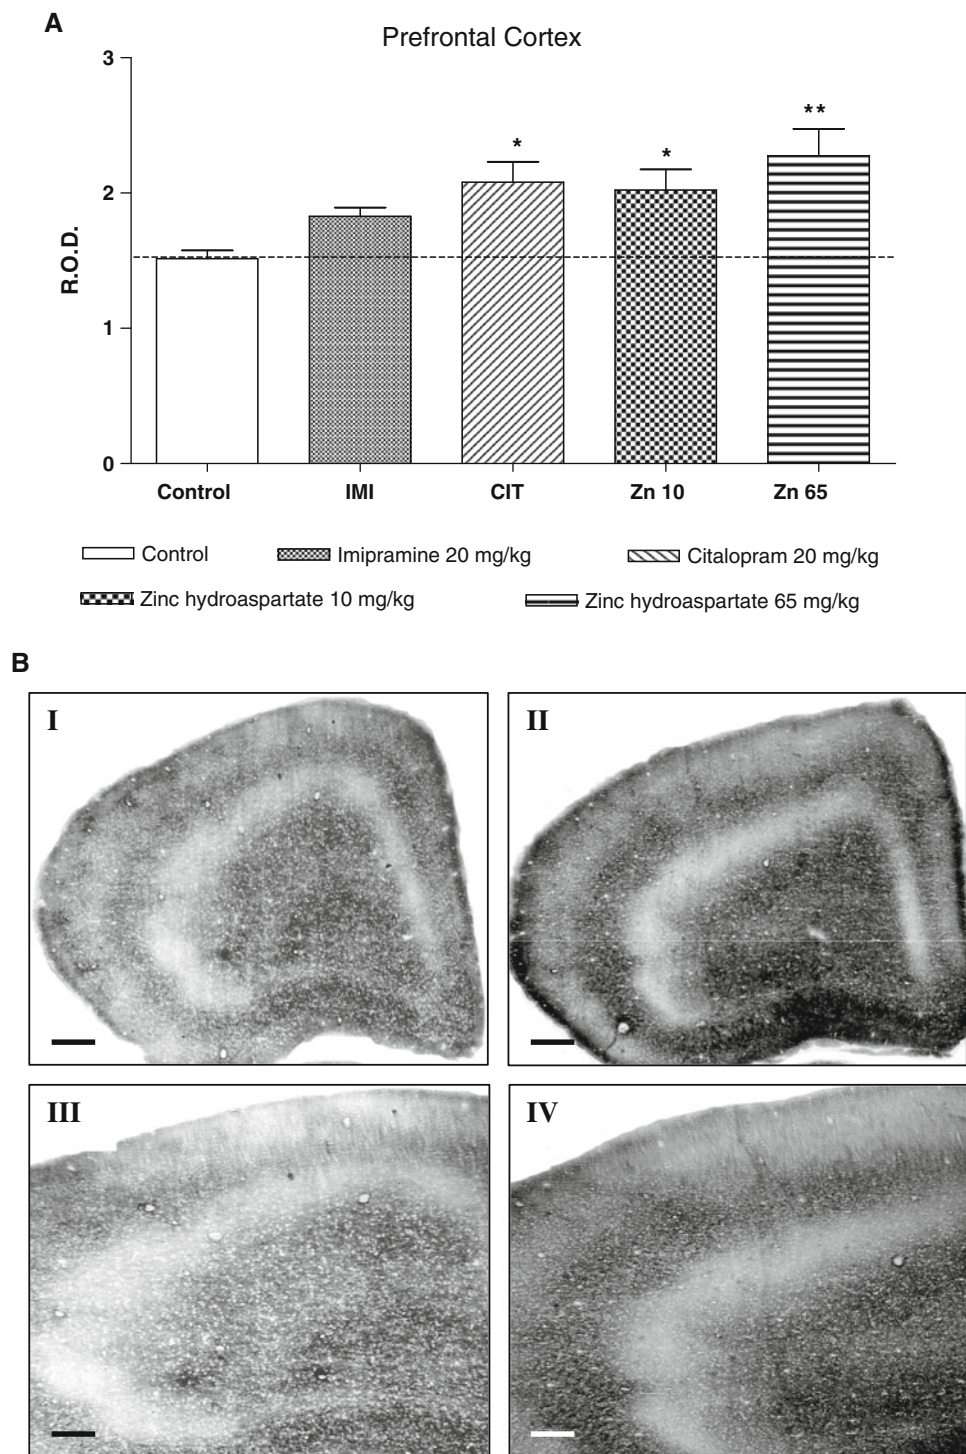 A
Prefrontal Cortex
3
2
1
0
R.O.D.
*
*
**
Control IMI CIT Zn 10 Zn 65
Control Imipramine 20 mg/kg Citalopram 20 mg/kg
Zinc hydroaspartate 10 mg/kg Zinc hydroaspartate 65 mg/kg
B
I II
III IV